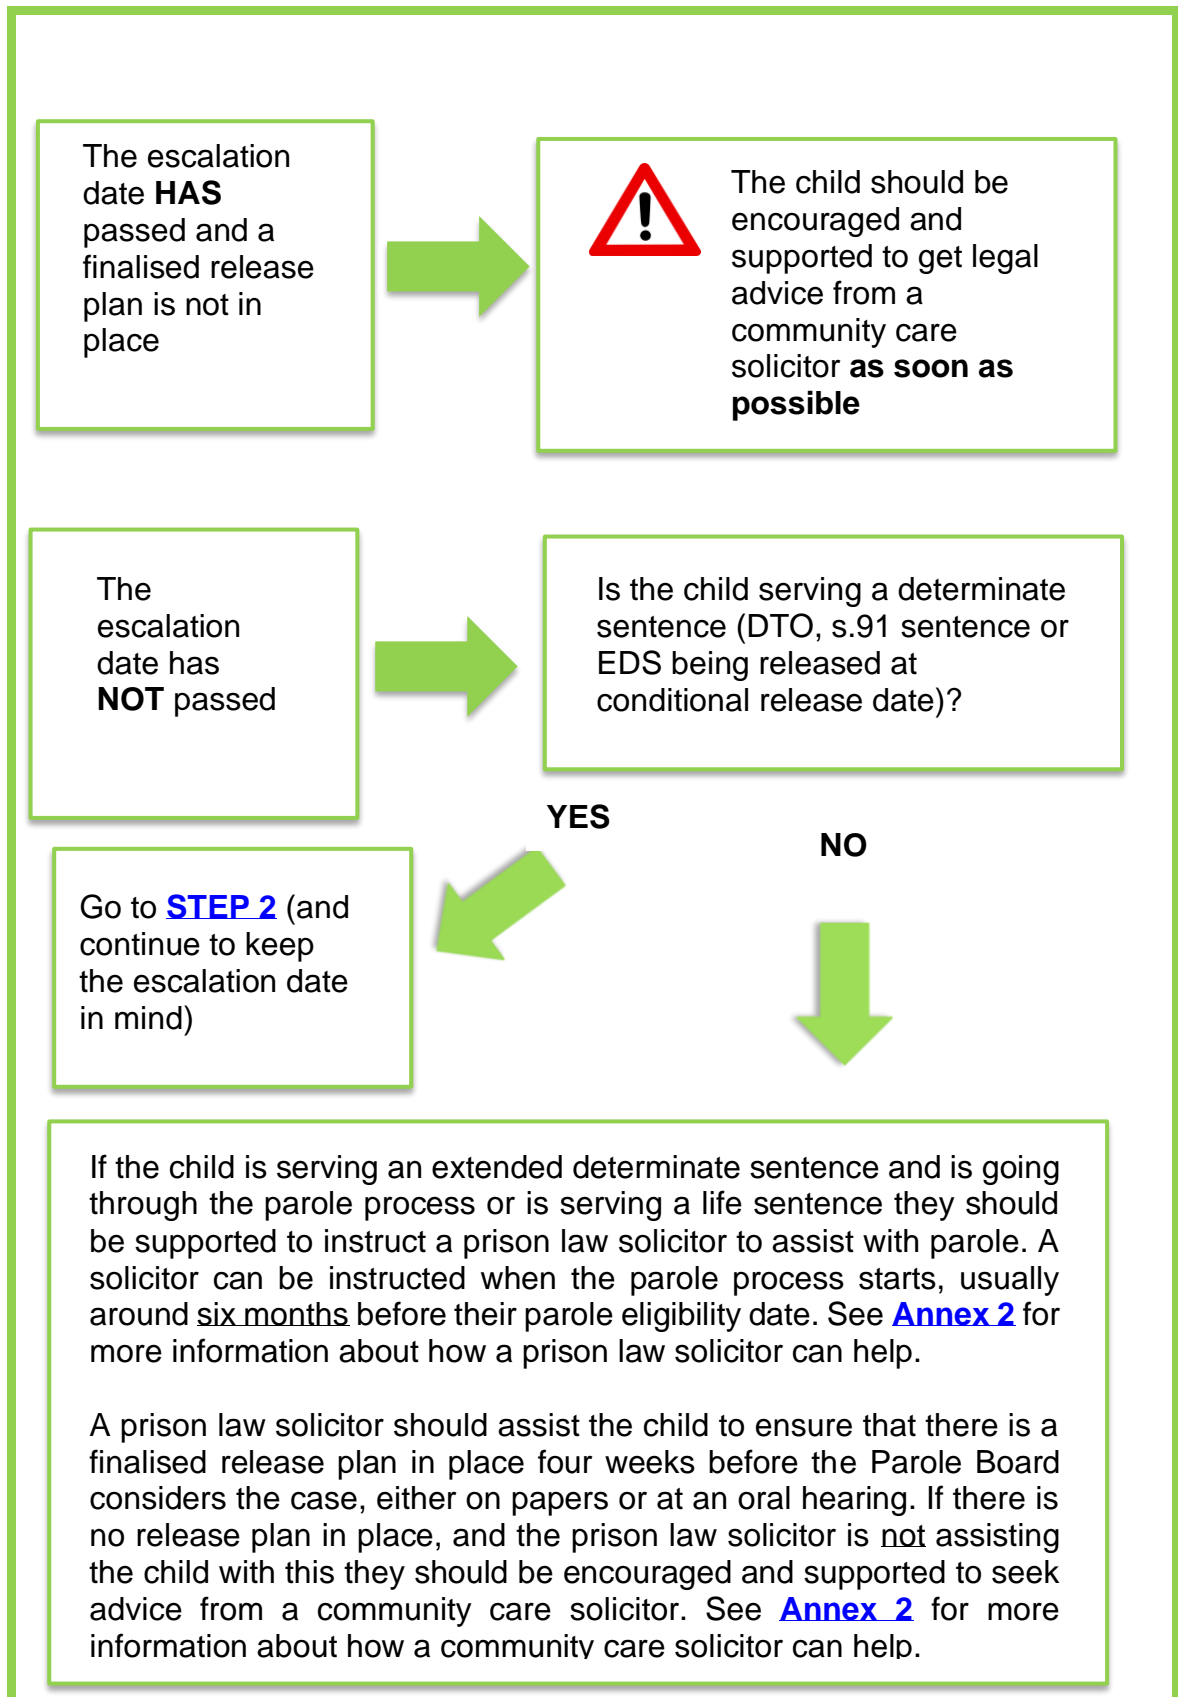 The escalation
date HAS
passed and a
finalised release
plan is not in
place
The child should be
encouraged and
supported to get legal
advice from a
community care
solicitor as soon as
possible
The
escalation
date has
NOT passed
Is the child serving a determinate
sentence (DTO, s.91 sentence or
EDS being released at
conditional release date)?
YES
NO
Go to STEP 2 (and
continue to keep
the escalation date
in mind)
If the child is serving an extended determinate sentence and is going
through the parole process or is serving a life sentence they should
be supported to instruct a prison law solicitor to assist with parole. A
solicitor can be instructed when the parole process starts, usually
around six months before their parole eligibility date. See Annex 2 for
more information about how a prison law solicitor can help.
A prison law solicitor should assist the child to ensure that there is a
finalised release plan in place four weeks before the Parole Board
considers the case, either on papers or at an oral hearing. If there is
no release plan in place, and the prison law solicitor is not assisting
the child with this they should be encouraged and supported to seek
advice from a community care solicitor. See Annex 2 for more
information about how a community care solicitor can help.